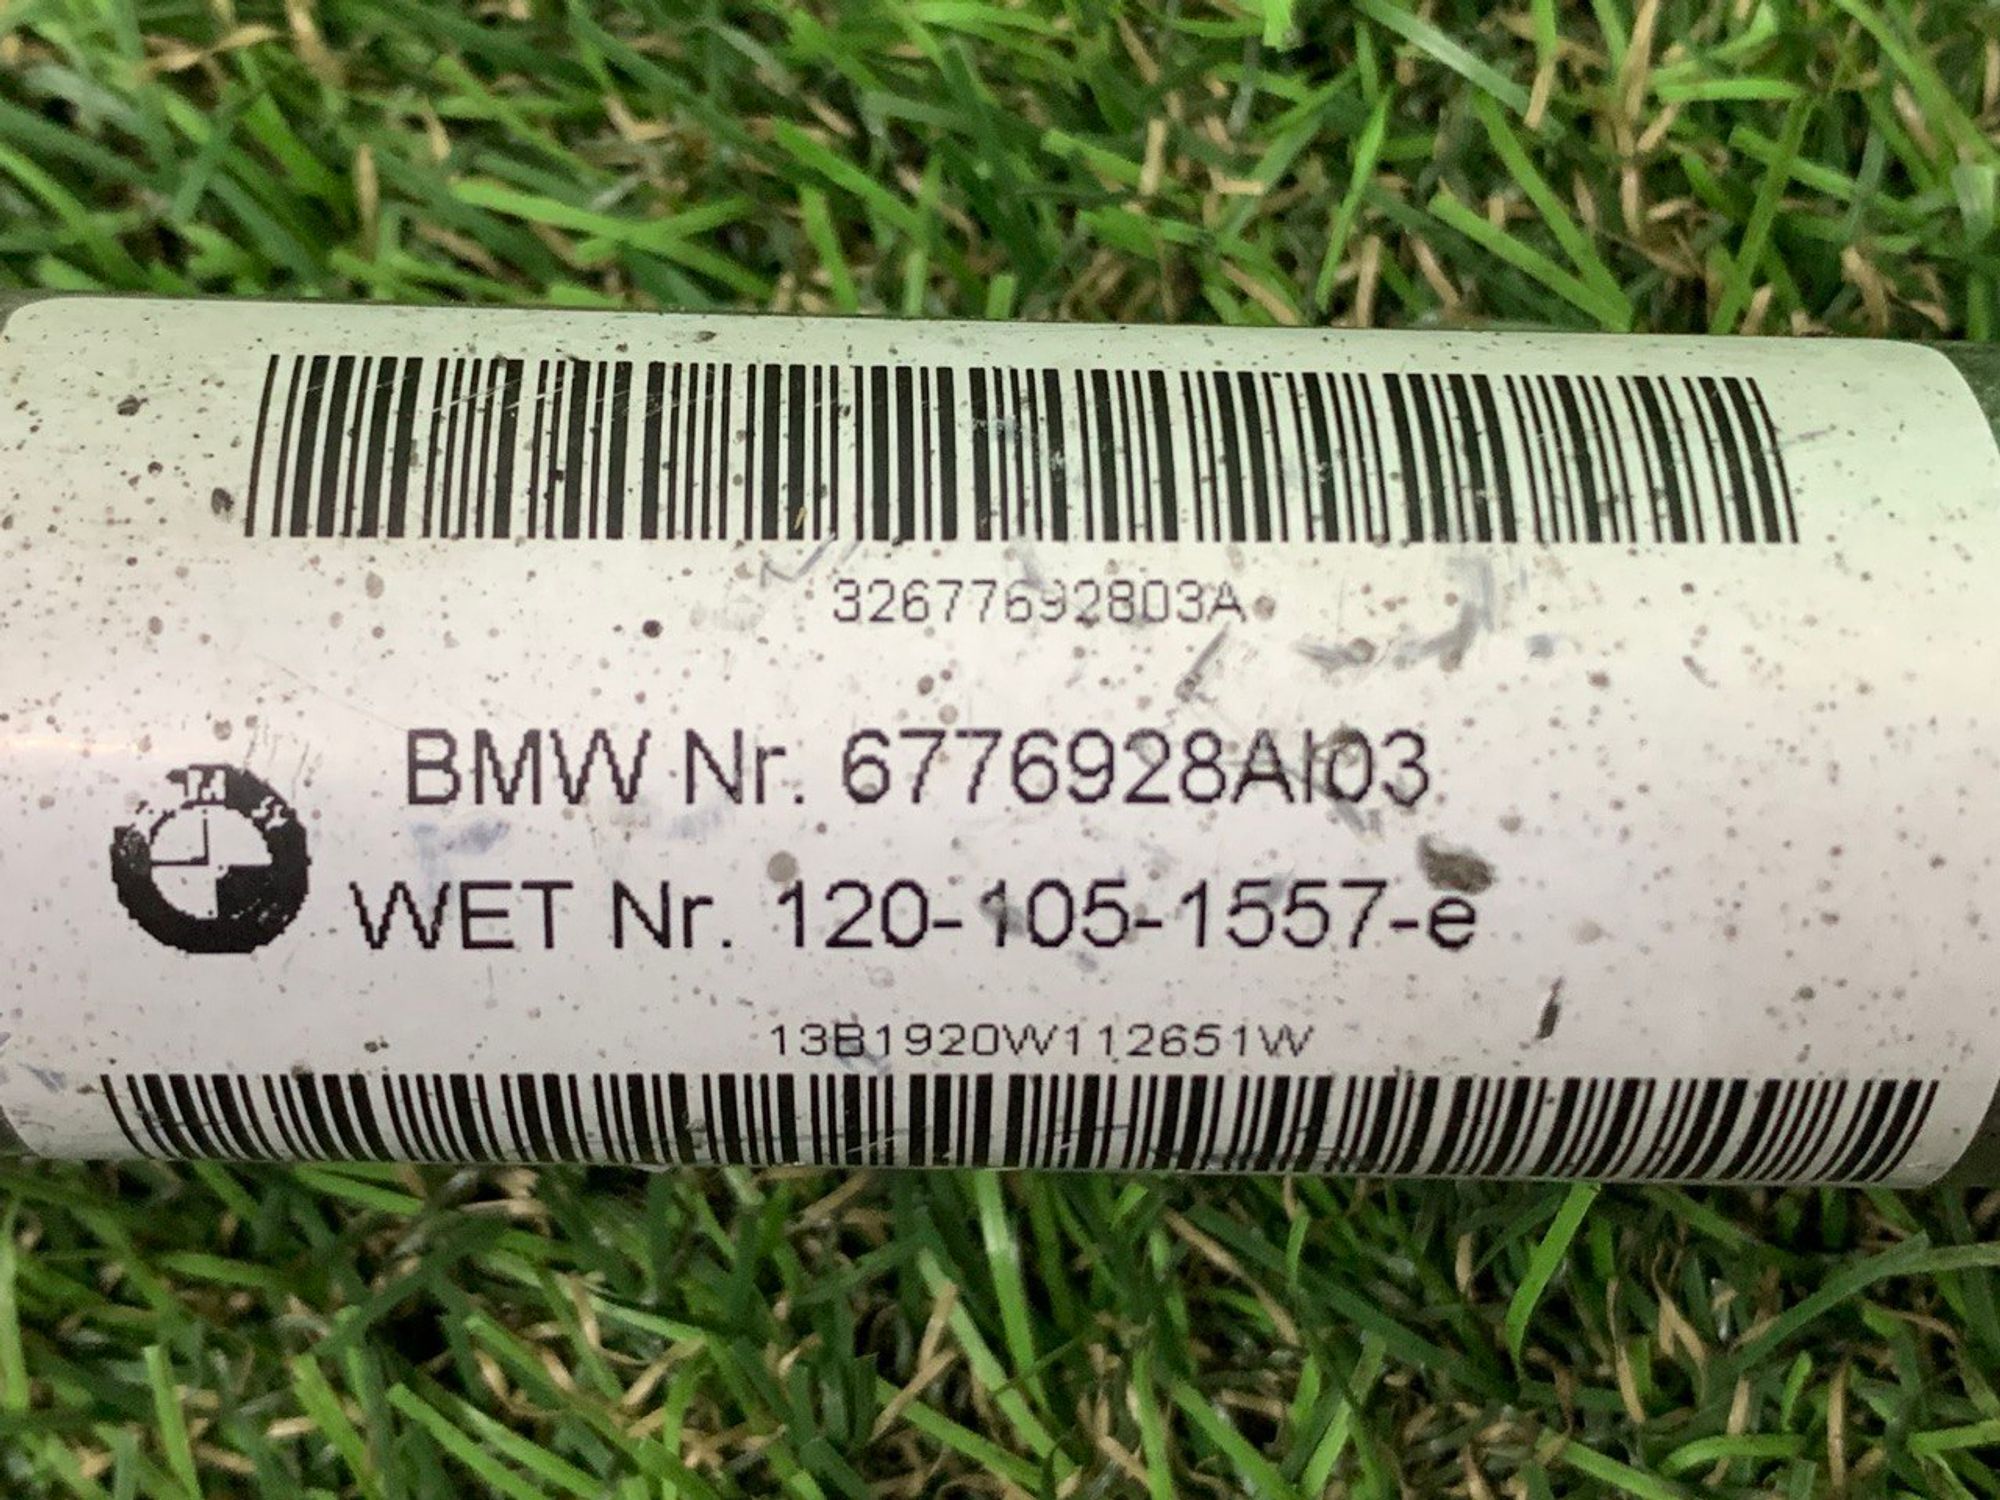 32677692803A
BMW Nr. 6776928AI03
WET Nr. 120-105-1557-e
13B1920W112651W